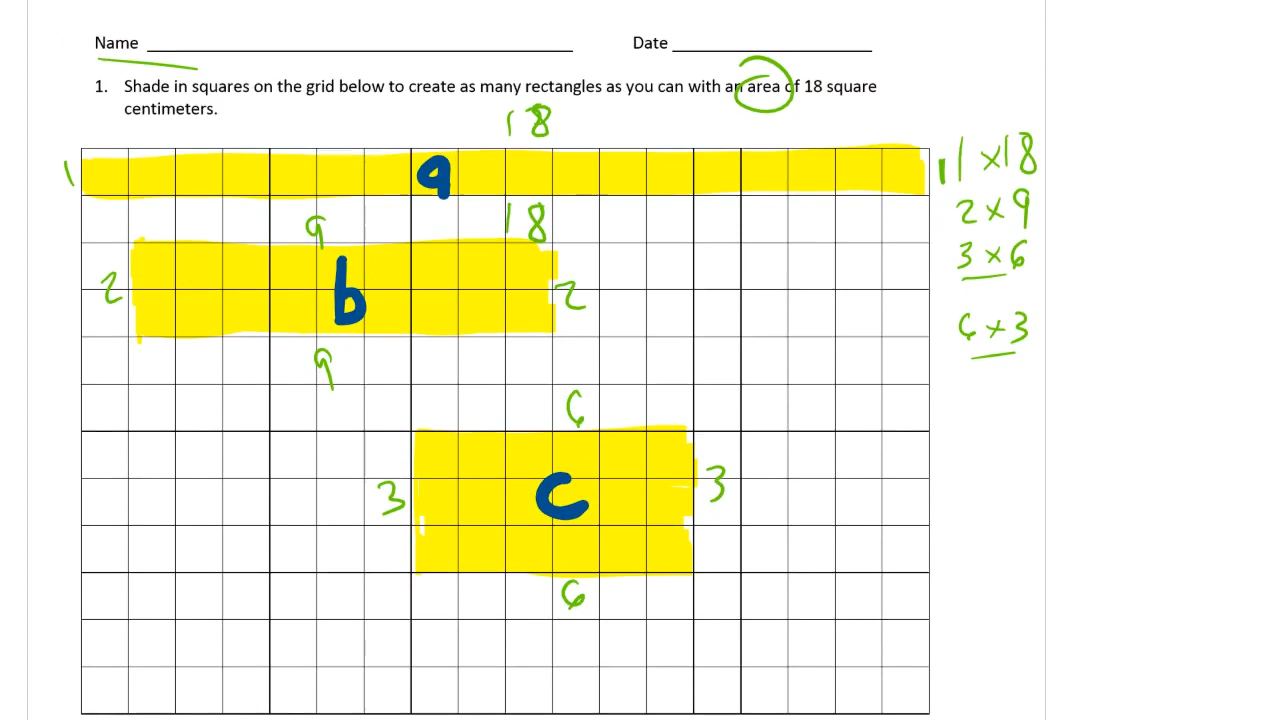 Name ____________ Date ____________
1. Shade in squares on the grid below to create as many rectangles as you can with an area of 18 square
centimeters.
18
1 a 1
1 x 18
9 18
2 x 9
2 b 2
3 x 6
9
6 x 3
6
3 c 3
6